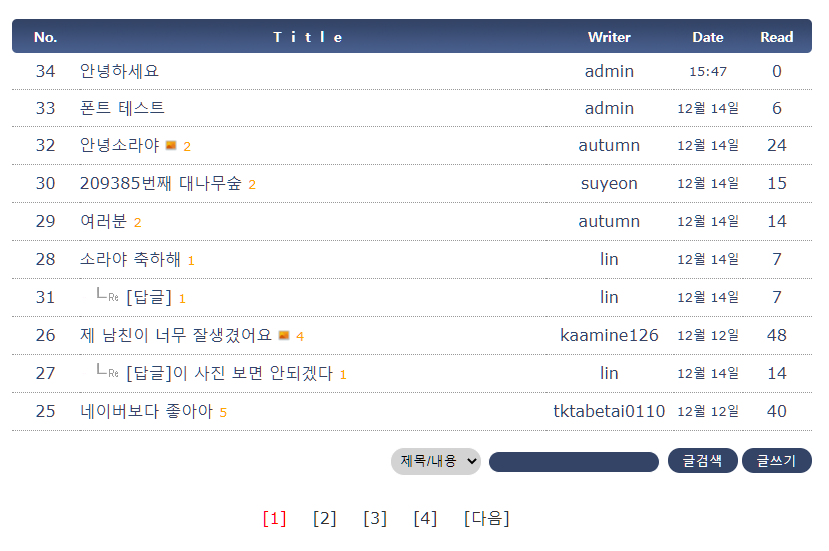 No. T i t l e Writer Date Read
34 안녕하세요 admin 15:47 0
33 폰트 테스트 admin 12월 14일 6
32 안녕소라야 2 autumn 12월 14일 24
30 209385번째 대나무숲 2 suyeon 12월 14일 15
29 여러분 2 autumn 12월 14일 14
28 소라야 축하해 1 lin 12월 14일 7
31 Re [답글] 1 lin 12월 14일 7
26 제 남친이 너무 잘생겼어요 4 kaamine126 12월 12일 48
27 Re [답글]이 사진 보면 안되겠다 1 lin 12월 14일 14
25 네이버보다 좋아아 5 tktabetai0110 12월 12일 40
제목/내용 글검색 글쓰기
[1] [2] [3] [4] [다음]